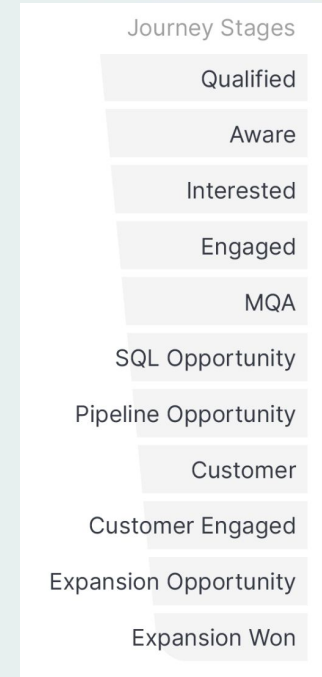 Journey Stages
Qualified
Aware
Interested
Engaged
MQA
SQL Opportunity
Pipeline Opportunity
Customer
Customer Engaged
Expansion Opportunity
Expansion Won